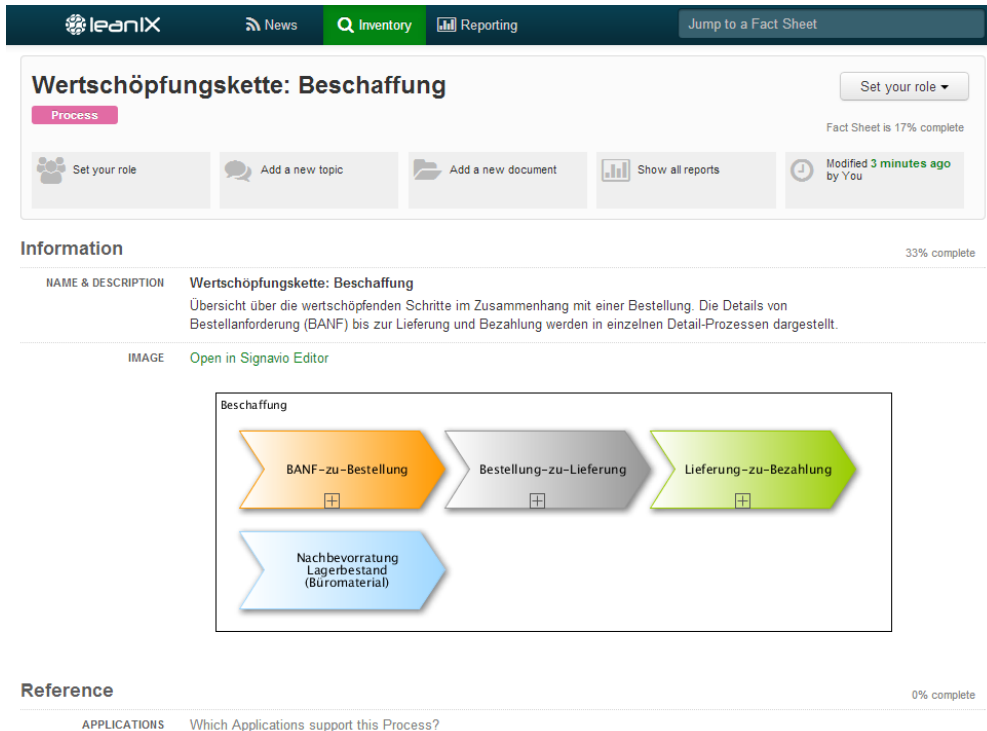 leanIX
News
Inventory
Reporting
Jump to a Fact Sheet
Wertschöpfungskette: Beschaffung
Set your role
Process
Fact Sheet is 17% complete
Set your role
Add a new topic
Add a new document
Show all reports
Modified 3 minutes ago
by You
Information
33% complete
NAME & DESCRIPTION
Wertschöpfungskette: Beschaffung
Übersicht über die wertschöpfenden Schritte im Zusammenhang mit einer Bestellung. Die Details von
Bestellanforderung (BANF) bis zur Lieferung und Bezahlung werden in einzelnen Detail-Prozessen dargestellt.
IMAGE
Open in Signavio Editor
Beschaffung
BANF-zu-Bestellung
Bestellung-zu-Lieferung
Lieferung-zu-Bezahlung
Nachbevorratung
Lagerbestand
(Büromaterial)
Reference
0% complete
APPLICATIONS
Which Applications support this Process?